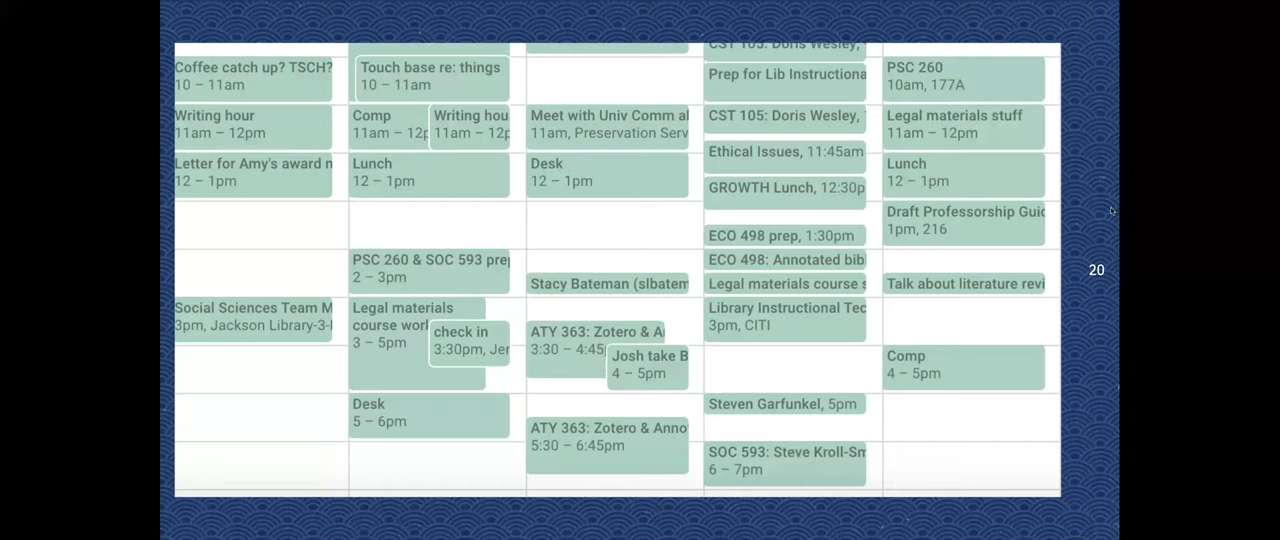 Coffee catch up? TSCH?
10 – 11am
Writing hour
11am – 12pm
Letter for Amy's award n
12 – 1pm
Social Sciences Team M
3pm, Jackson Library-3-
Touch base re: things
10 – 11am
Comp
11am – 12p
Writing hou
11am – 12p
Lunch
12 – 1pm
PSC 260 & SOC 593 prep
2 – 3pm
Legal materials
course work
3 – 5pm
check in
3:30pm, Jer
Desk
5 – 6pm
Meet with Univ Comm al
11am, Preservation Serv
Desk
12 – 1pm
Stacy Bateman (slbatem
ATY 363: Zotero & A
3:30 – 4:45p
Josh take B
4 – 5pm
ATY 363: Zotero & Anno
5:30 – 6:45pm
CST 105: Doris Wesley,
Prep for Lib Instructiona
CST 105: Doris Wesley,
Ethical Issues, 11:45am
GROWTH Lunch, 12:30p
ECO 498 prep, 1:30pm
ECO 498: Annotated bib
Legal materials course s
Library Instructional Tec
3pm, CITI
Steven Garfunkel, 5pm
SOC 593: Steve Kroll-Sm
6 – 7pm
PSC 260
10am, 177A
Legal materials stuff
11am – 12pm
Lunch
12 – 1pm
Draft Professorship Guid
1pm, 216
Talk about literature revi
Comp
4 – 5pm
20